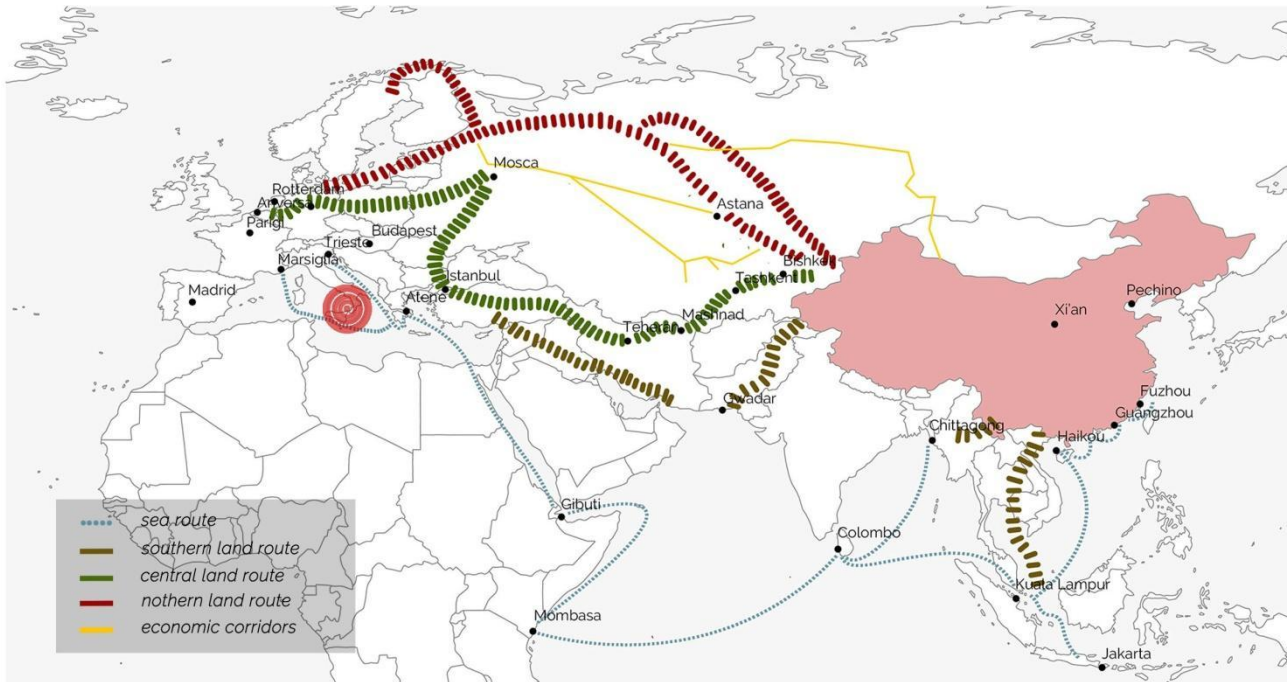 Mosca
Rotterdam
Anversa
Parigi
Astana
Budapest
Trieste
Marsiglia
Bishkek
Istanbul
Tashkent
Madrid
Atene
Pechino
Xi'an
Teheran
Mashhad
Gwadar
Fuzhou
Guangzhou
Chittagong
Haikou
Gibuti
sea route
southern land route
central land route
nothern land route
economic corridors
Colombo
Kuala Lampur
Mombasa
Jakarta